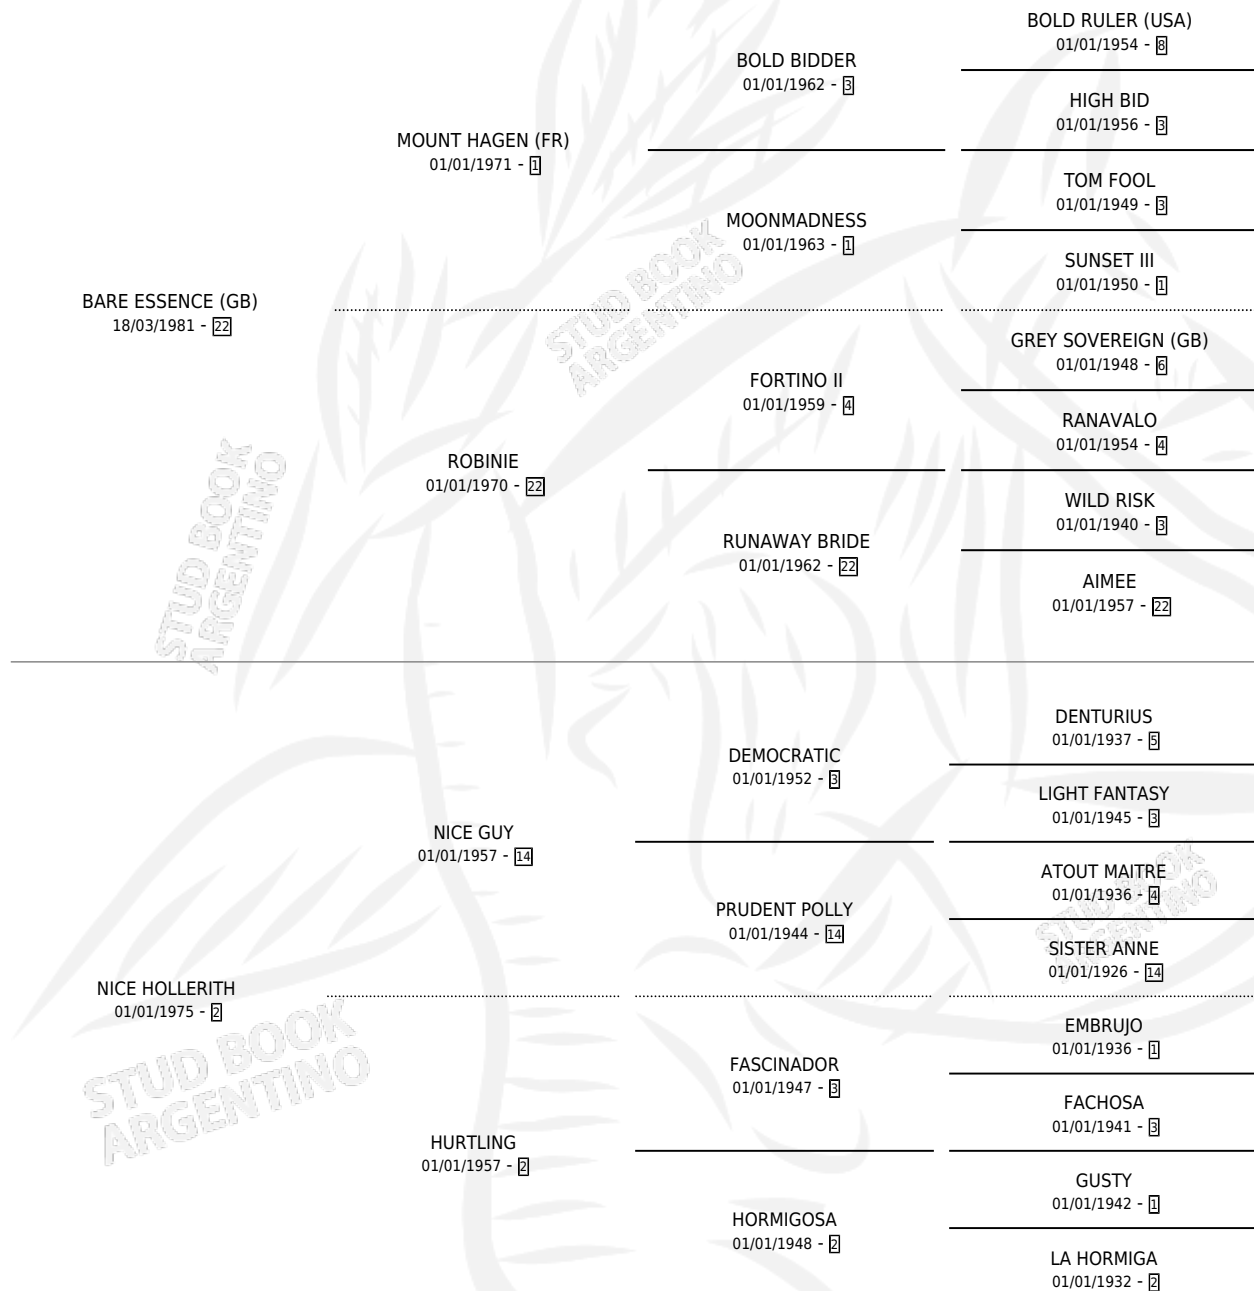 BARE ESSENCE (GB)
18/03/1981 - 22
MOUNT HAGEN (FR)
01/01/1971 - 1
ROBINIE
01/01/1970 - 22
BOLD BIDDER
01/01/1962 - 3
MOONMADNESS
01/01/1963 - 1
FORTINO II
01/01/1959 - 4
RUNAWAY BRIDE
01/01/1962 - 22
BOLD RULER (USA)
01/01/1954 - 8
HIGH BID
01/01/1956 - 3
TOM FOOL
01/01/1949 - 3
SUNSET III
01/01/1950 - 1
GREY SOVEREIGN (GB)
01/01/1948 - 6
RANAVALO
01/01/1954 - 4
WILD RISK
01/01/1940 - 3
AIMEE
01/01/1957 - 22
NICE HOLLERITH
01/01/1975 - 2
NICE GUY
01/01/1957 - 14
HURTLING
01/01/1957 - 2
DEMOCRATIC
01/01/1952 - 3
PRUDENT POLLY
01/01/1944 - 14
FASCINADOR
01/01/1947 - 3
HORMIGOSA
01/01/1948 - 2
DENTURIUS
01/01/1937 - 5
LIGHT FANTASY
01/01/1945 - 3
ATOUT MAITRE
01/01/1936 - 4
SISTER ANNE
01/01/1926 - 14
EMBRUJO
01/01/1936 - 1
FACHOSA
01/01/1941 - 3
GUSTY
01/01/1942 - 1
LA HORMIGA
01/01/1932 - 2
STUD BOOK
ARGENTINO
STUD BOOK
ARGENTINO
STUD BOOK
ARGENTINO
STUD BOOK
ARGENTINO